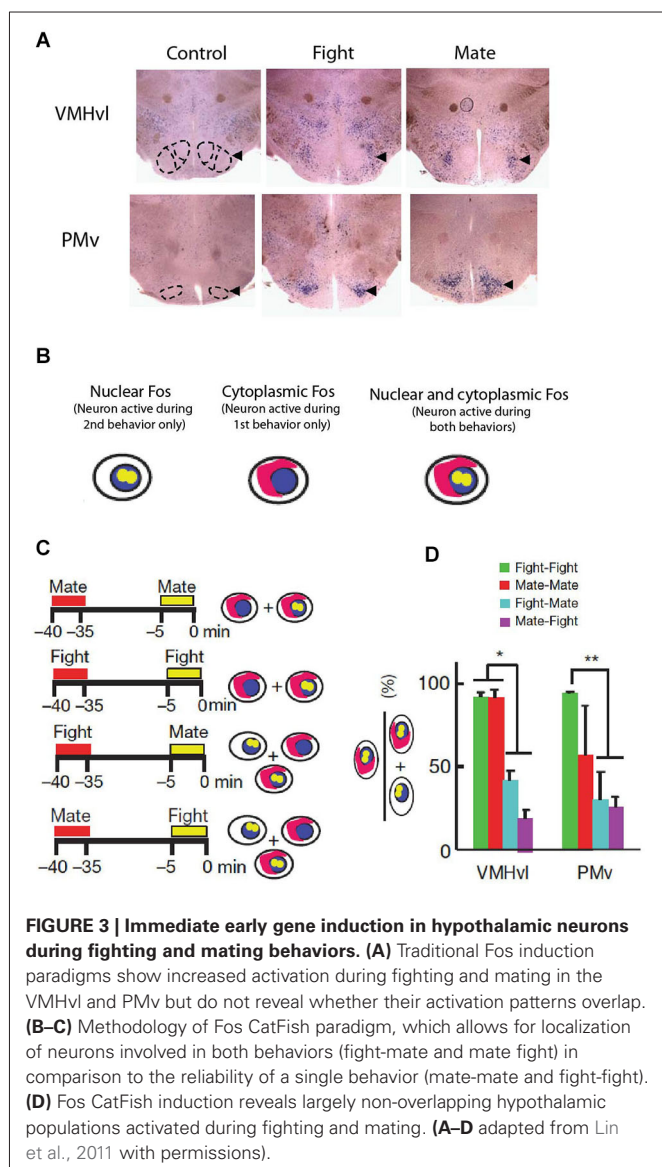 A
Control
Fight
Mate
VMHvl
PMv
B
Nuclear Fos
(Neuron active during
2nd behavior only)
Cytoplasmic Fos
(Neuron active during
1st behavior only)
Nuclear and cytoplasmic Fos
(Neuron active during
both behaviors)
C
Mate
Mate
−40 −35
−5
0 min
+
Fight
Fight
−40 −35
−5
0min
+
Fight
Mate
−40 −35
−5
0 min
+
Mate
Fight
−40 −35
−5
0 min
+
D
Fight-Fight
Mate-Mate
Fight-Mate
Mate-Fight
(%)
+
100
50
0
*
**
VMHvl
PMv
FIGURE 3 | Immediate early gene induction in hypothalamic neurons
during fighting and mating behaviors. (A) Traditional Fos induction
paradigms show increased activation during fighting and mating in the
VMHvl and PMv but do not reveal whether their activation patterns overlap.
(B–C) Methodology of Fos CatFish paradigm, which allows for localization
of neurons involved in both behaviors (fight-mate and mate fight) in
comparison to the reliability of a single behavior (mate-mate and fight-fight).
(D) Fos CatFish induction reveals largely non-overlapping hypothalamic
populations activated during fighting and mating. (A–D adapted from Lin
et al., 2011 with permissions).